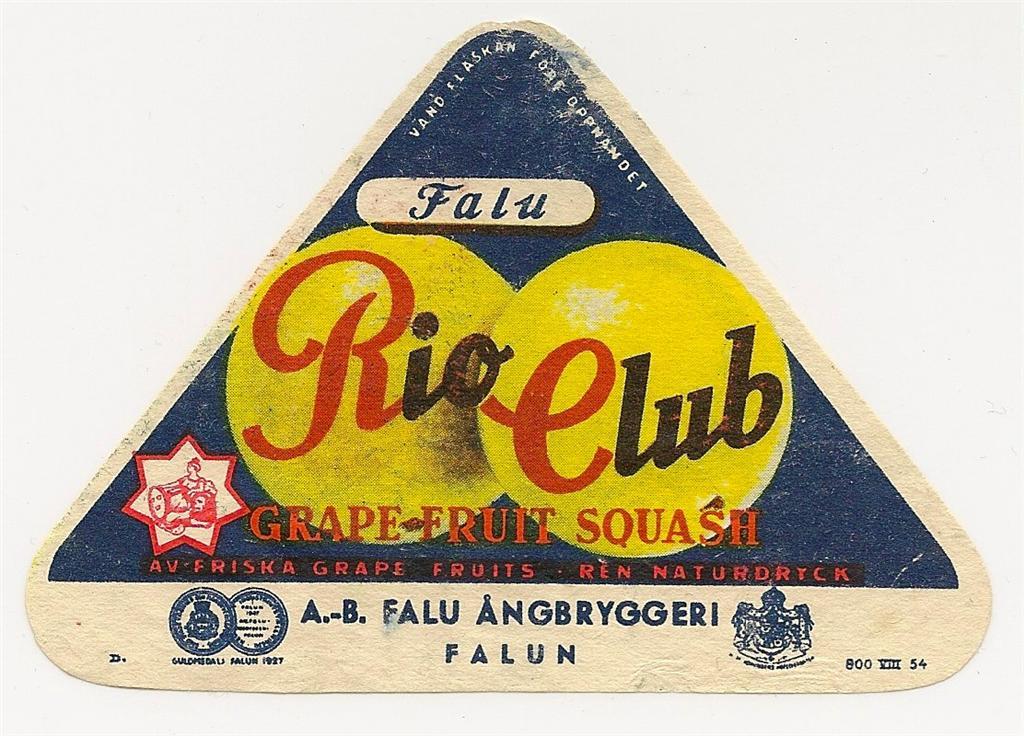 VÄND FLASKAN FÖRE ÖPPNANDET
Falu
Rio Club
GRAPE-FRUIT SQUASH
AV FRISKA GRAPE FRUITS - REN NATURDRYCK
A.-B. FALU ÅNGBRYGGERI
FALUN
GULDMEDALJ FALUN 1927
D.
800 VIII 54